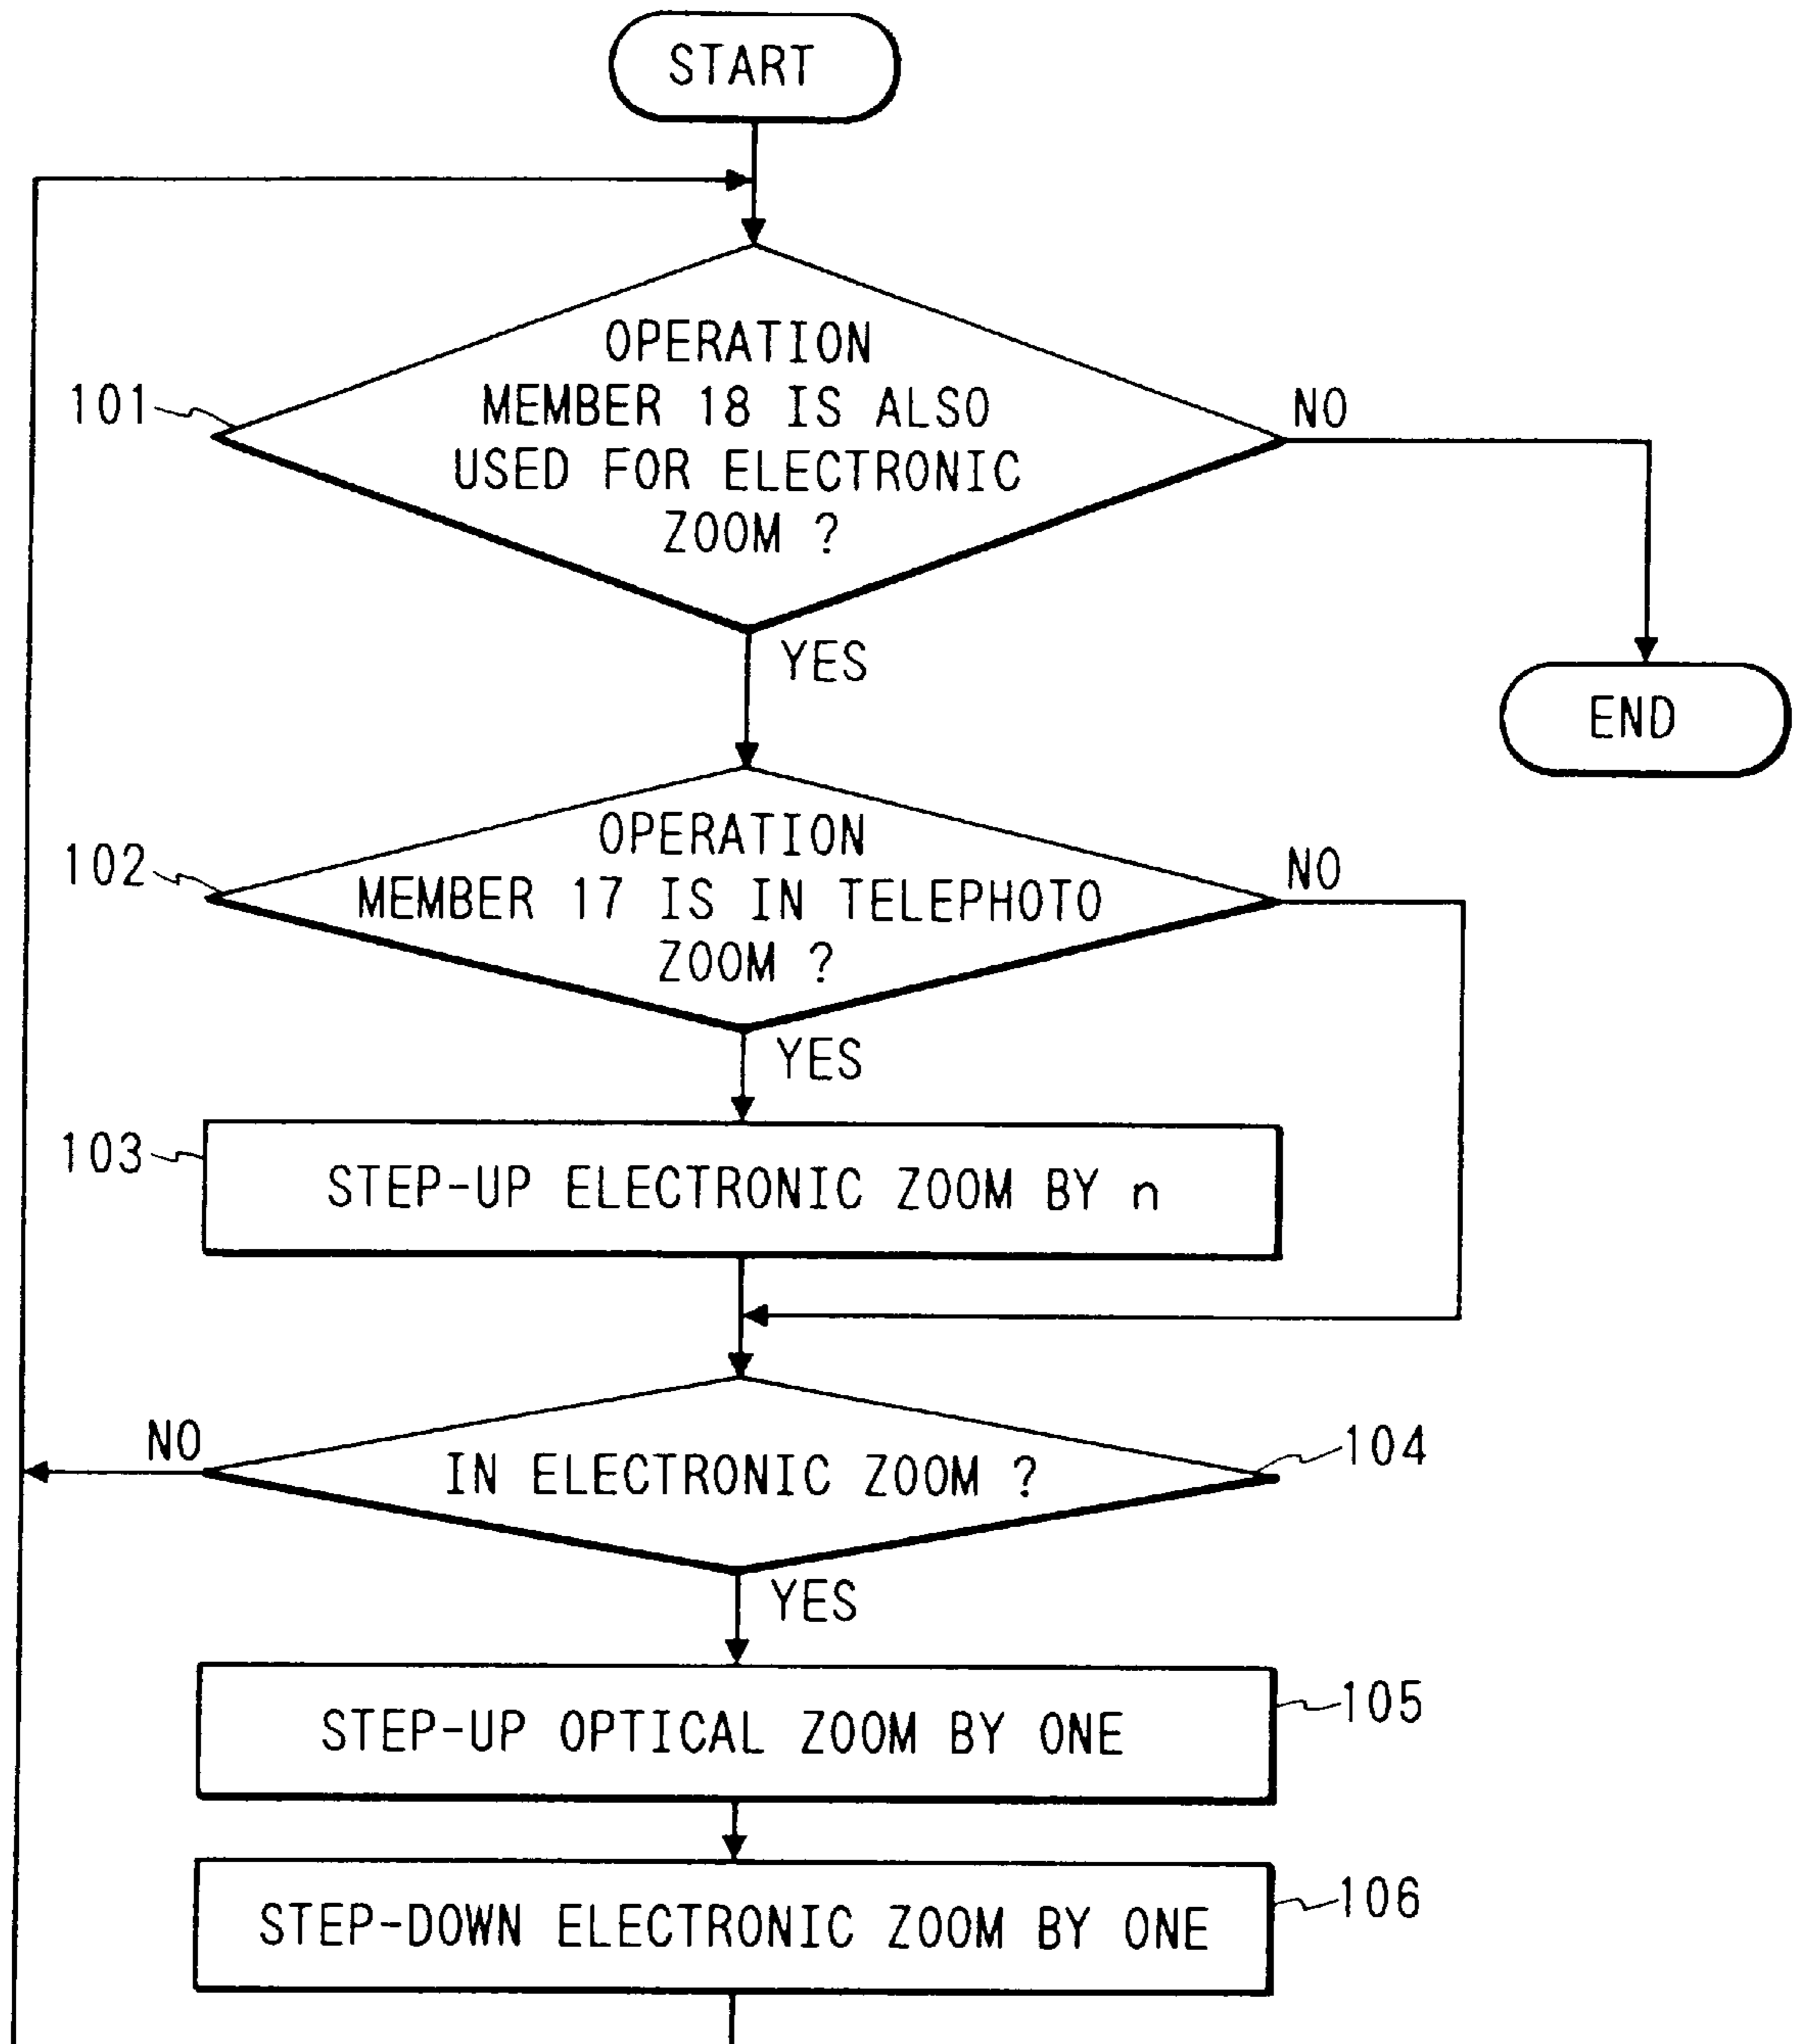 START
OPERATION
MEMBER 18 IS ALSO
USED FOR ELECTRONIC
ZOOM ?
101
NO
YES
END
OPERATION
MEMBER 17 IS IN TELEPHOTO
ZOOM ?
102
NO
YES
103
STEP-UP ELECTRONIC ZOOM BY n
NO
IN ELECTRONIC ZOOM ?
104
YES
STEP-UP OPTICAL ZOOM BY ONE
105
STEP-DOWN ELECTRONIC ZOOM BY ONE
106